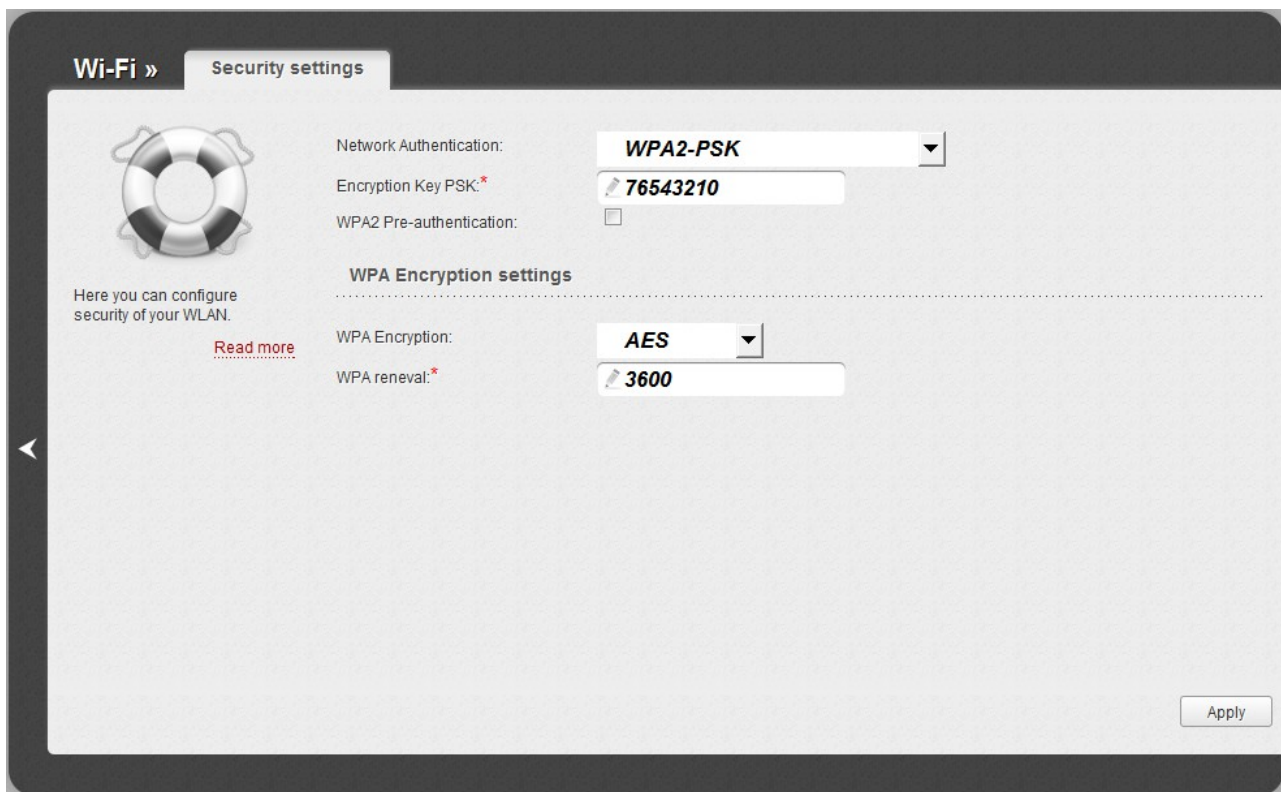 Wi-Fi » Security settings
Network Authentication: WPA2-PSK
Encryption Key PSK:* 76543210
WPA2 Pre-authentication:
WPA Encryption settings
Here you can configure
security of your WLAN.
Read more
WPA Encryption: AES
WPA reneval:* 3600
Apply